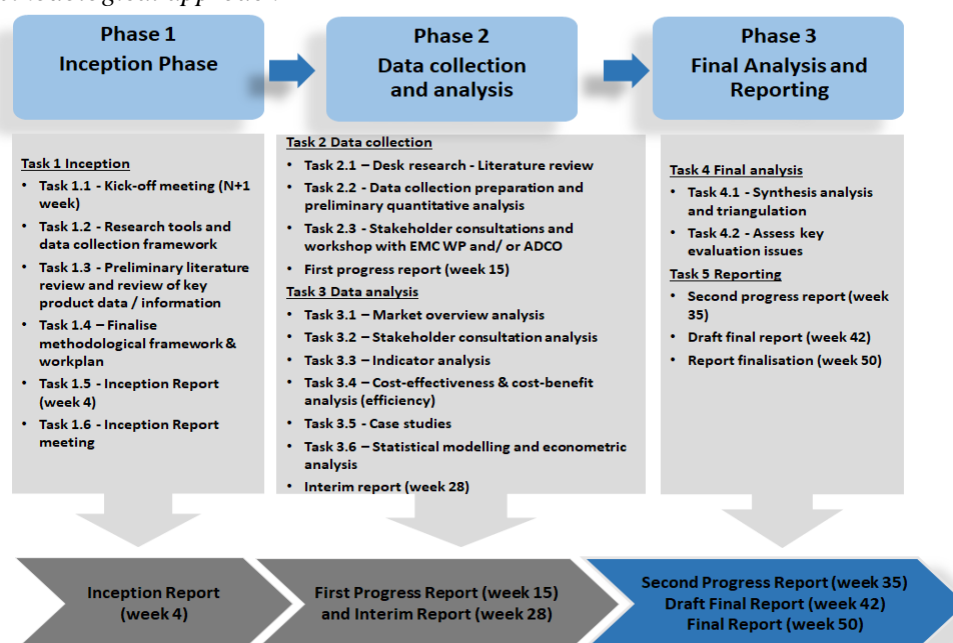 Phase 1
Inception Phase
Phase 2
Data collection
and analysis
Phase 3
Final Analysis and
Reporting
Task 1 Inception
• Task 1.1 - Kick-off meeting (N+1
week)
• Task 1.2 - Research tools and
data collection framework
• Task 1.3 - Preliminary literature
review and review of key
product data / information
• Task 1.4 – Finalise
methodological framework &
workplan
• Task 1.5 - Inception Report
(week 4)
• Task 1.6 - Inception Report
meeting
Task 2 Data collection
• Task 2.1 – Desk research - Literature review
• Task 2.2 - Data collection preparation and
preliminary quantitative analysis
• Task 2.3 - Stakeholder consultations and
workshop with EMC WP and/ or ADCO
• First progress report (week 15)
Task 3 Data analysis
• Task 3.1 – Market overview analysis
• Task 3.2 – Stakeholder consultation analysis
• Task 3.3 – Indicator analysis
• Task 3.4 – Cost-effectiveness & cost-benefit
analysis (efficiency)
• Task 3.5 - Case studies
• Task 3.6 – Statistical modelling and econometric
analysis
• Interim report (week 28)
Task 4 Final analysis
• Task 4.1 - Synthesis analysis
and triangulation
• Task 4.2 – Assess key
evaluation issues
Task 5 Reporting
• Second progress report (week
35)
• Draft final report (week 42)
• Report finalisation (week 50)
Inception Report
(week 4)
First Progress Report (week 15)
and Interim Report (week 28)
Second Progress Report (week 35)
Draft Final Report (week 42)
Final Report (week 50)